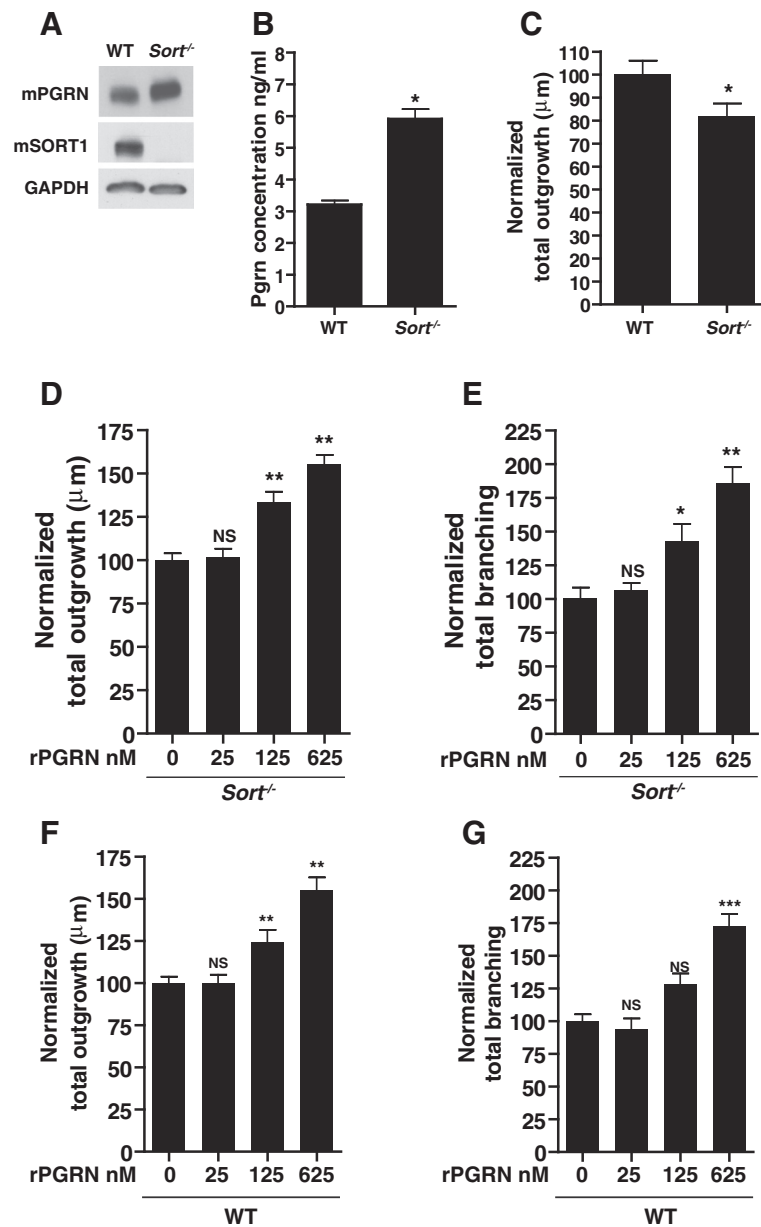 A
WT Sort-/-
mPGRN
mSORT1
GAPDH
B
Pgrn concentration ng/ml
8
7
6
5
4
3
2
1
0
*
WT Sort-/-
C
Normalized
total outgrowth (μm)
110
100
90
80
70
60
50
40
30
20
10
0
*
WT Sort-/-
D
Normalized
total outgrowth (μm)
175
150
125
100
75
50
25
0
NS
**
**
rPGRN nM 0 25 125 625
Sort-/-
E
Normalized
total branching
225
200
175
150
125
100
75
50
25
0
NS
*
**
rPGRN nM 0 25 125 625
Sort-/-
F
Normalized
total outgrowth (μm)
175
150
125
100
75
50
25
0
NS
**
**
rPGRN nM 0 25 125 625
WT
G
Normalized
total branching
225
200
175
150
125
100
75
50
25
0
NS
NS
***
rPGRN nM 0 25 125 625
WT